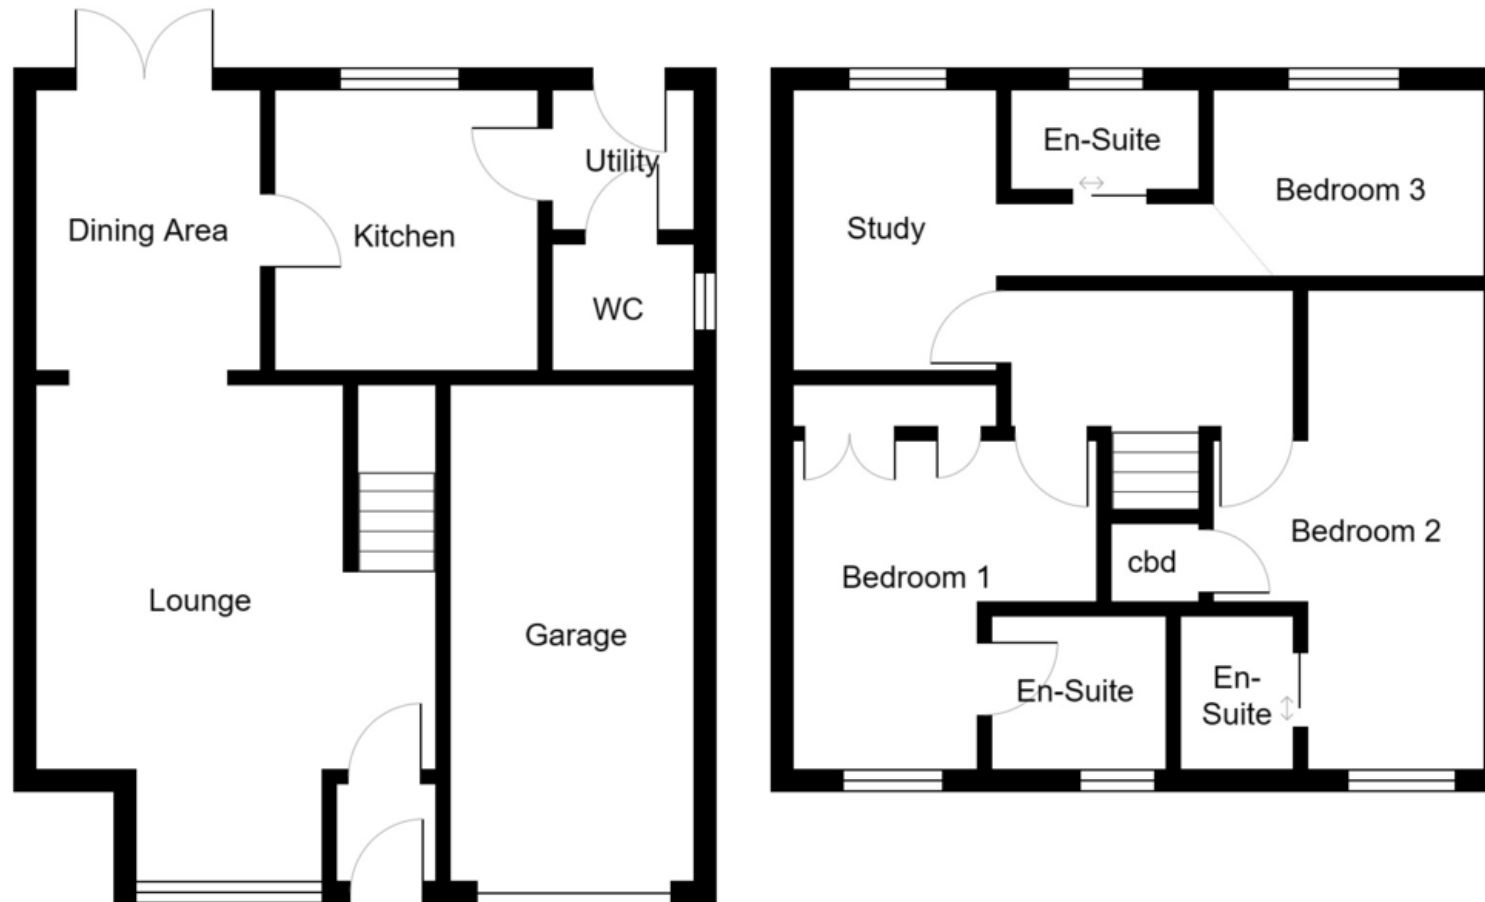 Utility
Dining Area
Kitchen
WC
Lounge
Garage
En-Suite
Bedroom 3
Study
Bedroom 2
cbd
Bedroom 1
En-Suite
En-
Suite